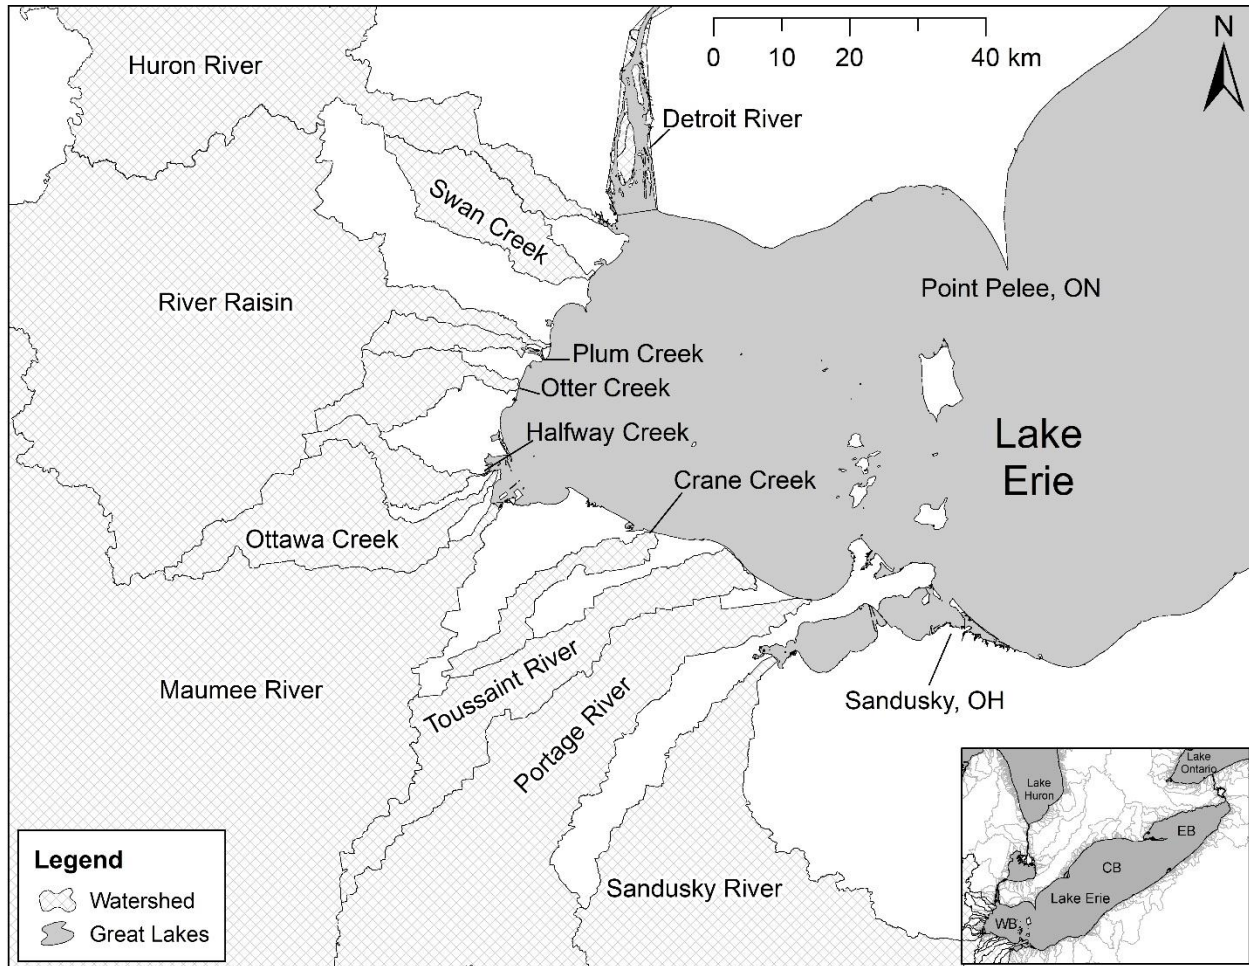 N
0 10 20 40 km
Huron River
Detroit River
Swan Creek
Point Pelee, ON
River Raisin
Plum Creek
Otter Creek
Halfway Creek
Lake
Erie
Crane Creek
Ottawa Creek
Maumee River
Toussaint River
Portage River
Sandusky, OH
Sandusky River
Legend
Watershed
Great Lakes
Lake
Ontario
Lake
Huron
EB
CB
Lake Erie
WB